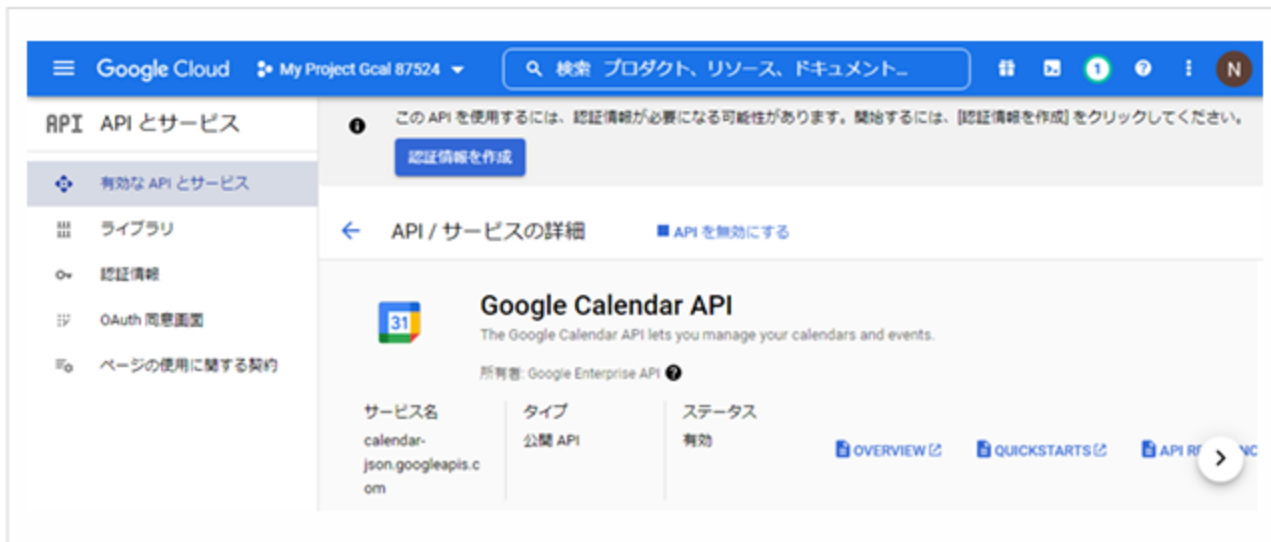 Google Cloud
My Project Gcal 87524
検索 プロダクト、リソース、ドキュメント...
1
?
N
API APIとサービス
有効な API とサービス
ライブラリ
認証情報
OAuth 同意画面
ページの使用に関する契約
この API を使用するには、認証情報が必要になる可能性があります。開始するには、[認証情報を作成] をクリックしてください。
認証情報を作成
API / サービスの詳細
API を無効にする
31
Google Calendar API
The Google Calendar API lets you manage your calendars and events.
所有者: Google Enterprise API ?
サービス名
calendar-
json.googleapis.c
om
タイプ
公開 API
ステータス
有効
OVERVIEW
QUICKSTARTS
API